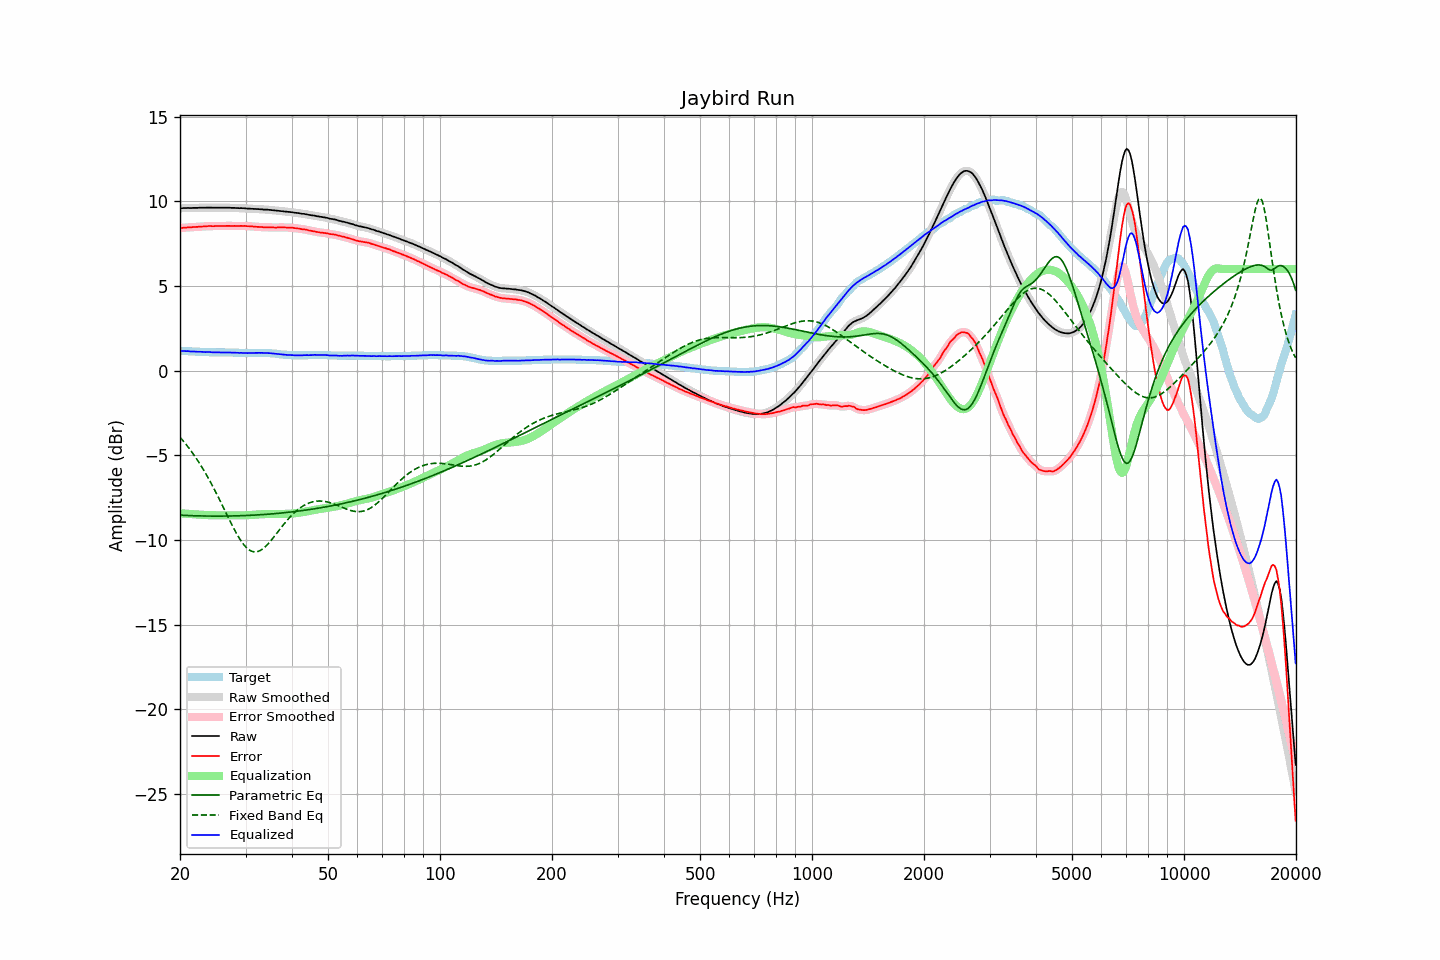 Jaybird Run
15
10
5
0
−5
−10
−15
−20
−25
Amplitude (dBr)
Target
Raw Smoothed
Error Smoothed
Raw
Error
Equalization
Parametric Eq
Fixed Band Eq
Equalized
20 50 100 200 500 1000 2000 5000 10000 20000
Frequency (Hz)